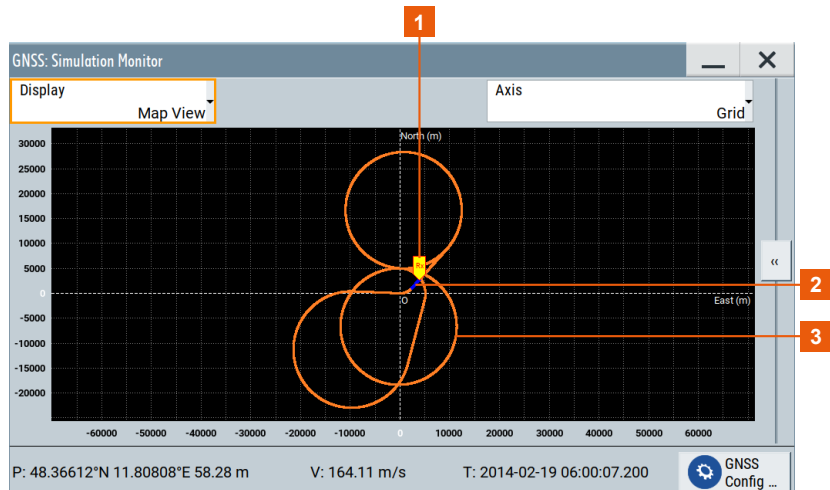 1
GNSS: Simulation Monitor
Display
Map View
Axis
Grid
North (m)
30000
25000
20000
15000
10000
5000
0
-5000
-10000
-15000
-20000
O
East (m)
«
2
3
-60000 -50000 -40000 -30000 -20000 -10000 0 10000 20000 30000 40000 50000 60000
P: 48.36612°N 11.80808°E 58.28 m V: 164.11 m/s T: 2014-02-19 06:00:07.200
GNSS
Config ...